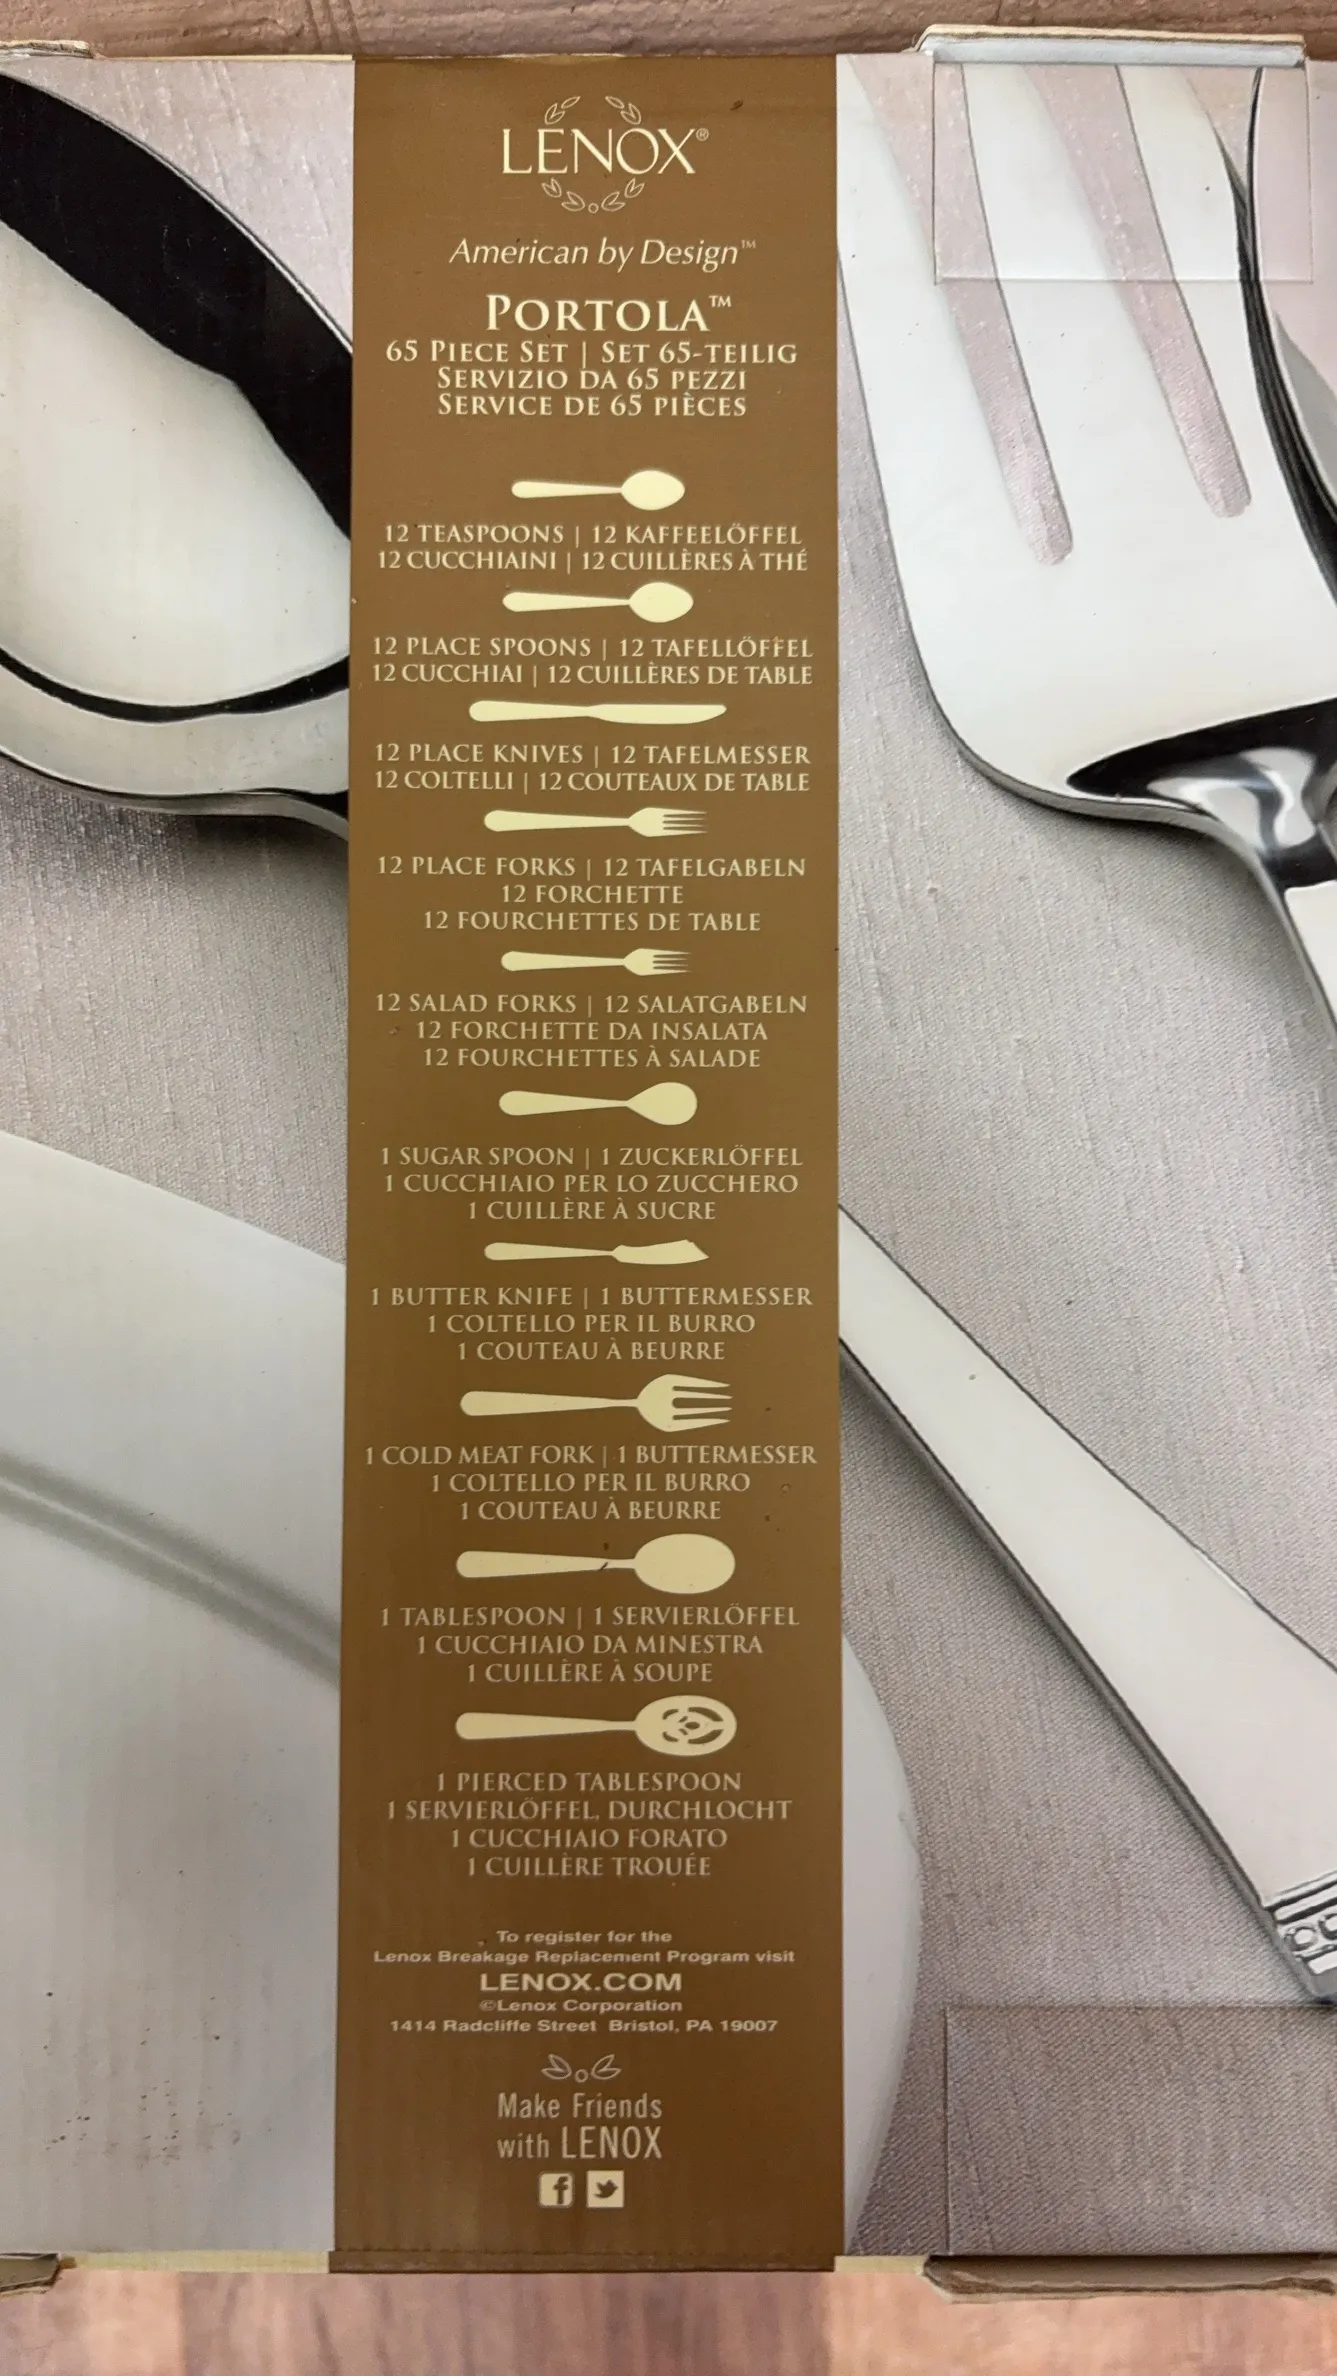 LENOX®
American by Design™
PORTOLA™
65 PIECE SET | SET 65-TEILIG
SERVIZIO DA 65 PEZZI
SERVICE DE 65 PIÈCES
12 TEASPOONS | 12 KAFFEELÖFFEL
12 CUCCHIAINI | 12 CUILLÈRES À THÉ
12 PLACE SPOONS | 12 TAFELLÖFFEL
12 CUCCHIAI | 12 CUILLÈRES DE TABLE
12 PLACE KNIVES | 12 TAFELMESSER
12 COLTELLI | 12 COUTEAUX DE TABLE
12 PLACE FORKS | 12 TAFELGABELN
12 FORCHETTE
12 FOURCHETTES DE TABLE
12 SALAD FORKS | 12 SALATGABELN
12 FORCHETTE DA INSALATA
12 FOURCHETTES À SALADE
1 SUGAR SPOON | 1 ZUCKERLÖFFEL
1 CUCCHIAIO PER LO ZUCCHERO
1 CUILLÈRE À SUCRE
1 BUTTER KNIFE | 1 BUTTERMESSER
1 COLTELLO PER IL BURRO
1 COUTEAU À BEURRE
1 COLD MEAT FORK | 1 BUTTERMESSER
1 COLTELLO PER IL BURRO
1 COUTEAU À BEURRE
1 TABLESPOON | 1 SERVIERLÖFFEL
1 CUCCHIAIO DA MINESTRA
1 CUILLÈRE À SOUPE
1 PIERCED TABLESPOON
1 SERVIERLÖFFEL, DURCHLOCHT
1 CUCCHIAIO FORATO
1 CUILLÈRE TROUÉE
To register for the
Lenox Breakage Replacement Program visit
LENOX.COM
©Lenox Corporation
1414 Radcliffe Street Bristol, PA 19007
Make Friends
with LENOX